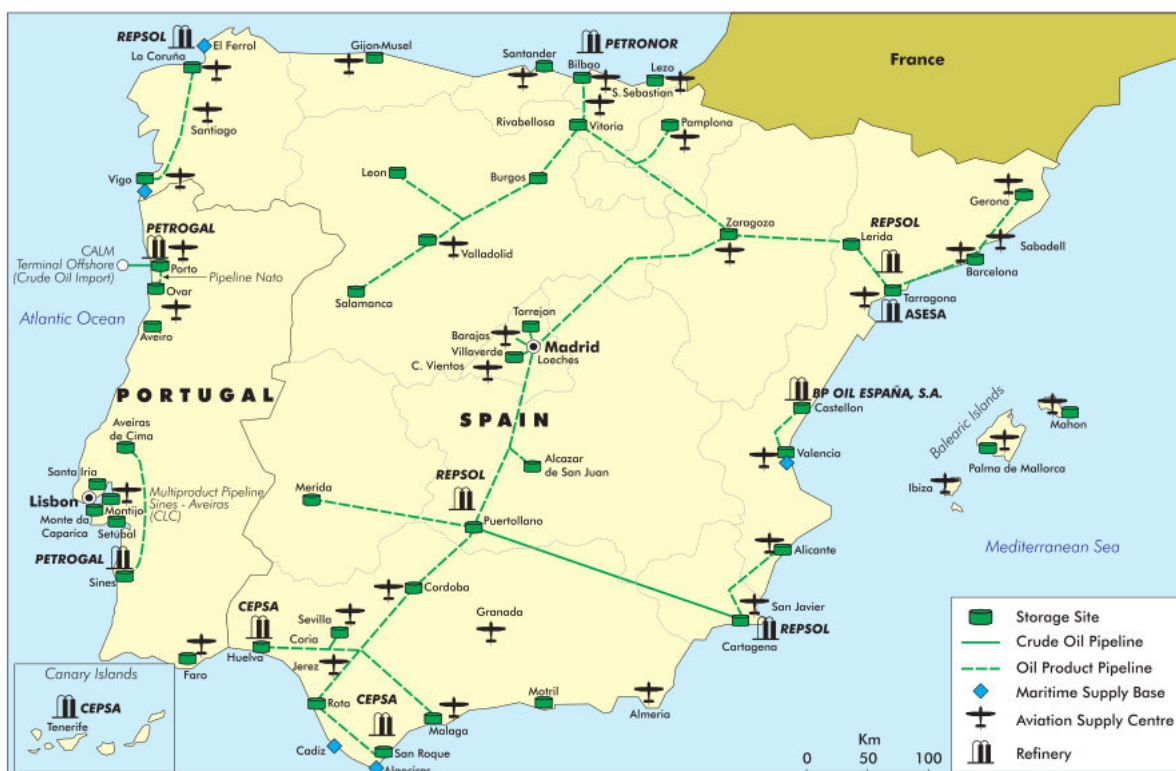 REPSOL
La Coruña
El Ferrol
Gijon-Musel
Santander
PETRONOR
Bilbao
Lezo
S. Sebastian
France
Santiago
Rivabellosa
Vitoria
Pamplona
Vigo
Leon
Burgos
Gerona
PETROGAL
CALM
Terminal Offshore
(Crude Oil Import)
Porto
Pipeline Nato
Ovar
Valladolid
Zaragoza
REPSOL
Lerida
Sabadell
Barcelona
Salamanca
Tarragona
ASESA
Atlantic Ocean
Aveiro
Torrejon
Barajas
Madrid
Villaverde
Loeches
C. Vientos
PORTUGAL
SPAIN
BP OIL ESPAÑA, S.A.
Castellon
Balearic Islands
Mahon
Aveiras
de Cima
Valencia
Palma de Mallorca
Ibiza
Alcazar
de San Juan
Santa Iria
Lisbon
Montijo
Monte da
Caparica
Setúbal
Multiproduct Pipeline
Sines - Aveiras
(CLC)
Merida
REPSOL
Puertollano
Mediterranean Sea
PETROGAL
Sines
Alicante
Cordoba
San Javier
REPSOL
Cartagena
CEPSA
Sevilla
Coria
Huelva
Granada
Jerez
Faro
Rota
CEPSA
Malaga
Motril
Almeria
Cadiz
San Roque
Algeciras
Canary Islands
CEPSA
Tenerife
Km
0 50 100
Storage Site
Crude Oil Pipeline
Oil Product Pipeline
Maritime Supply Base
Aviation Supply Centre
Refinery